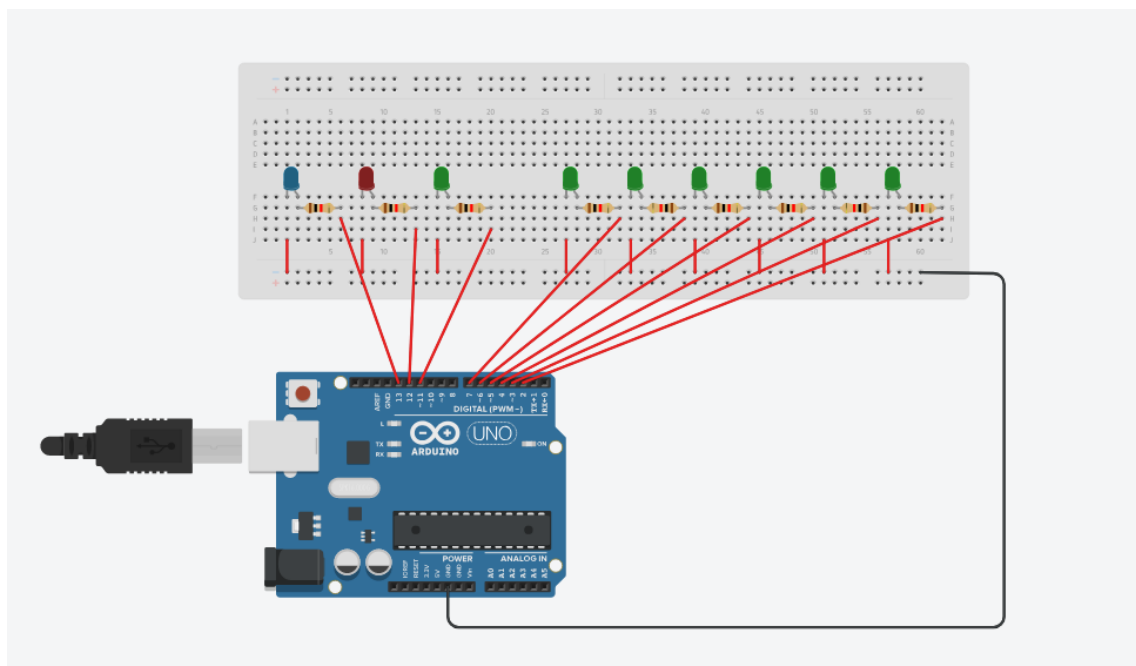 - -
+ +
1 5 10 15 20 25 30 35 40 45 50 55 60
A A
B B
C C
D D
E E
F F
G G
H H
I I
J J
5 20 25 30 40 50 55 60
- -
+ +
AREF
GND
13
12
~11
~10
~9
8
7
~6
~5
4
~3
2
TX→1
RX←0
DIGITAL (PWM~)
L
TX
RX
ARDUINO
UNO
ON
POWER
ANALOG IN
IOREF
RESET
3.3V
5V
GND
GND
Vin
A0
A1
A2
A3
A4
A5